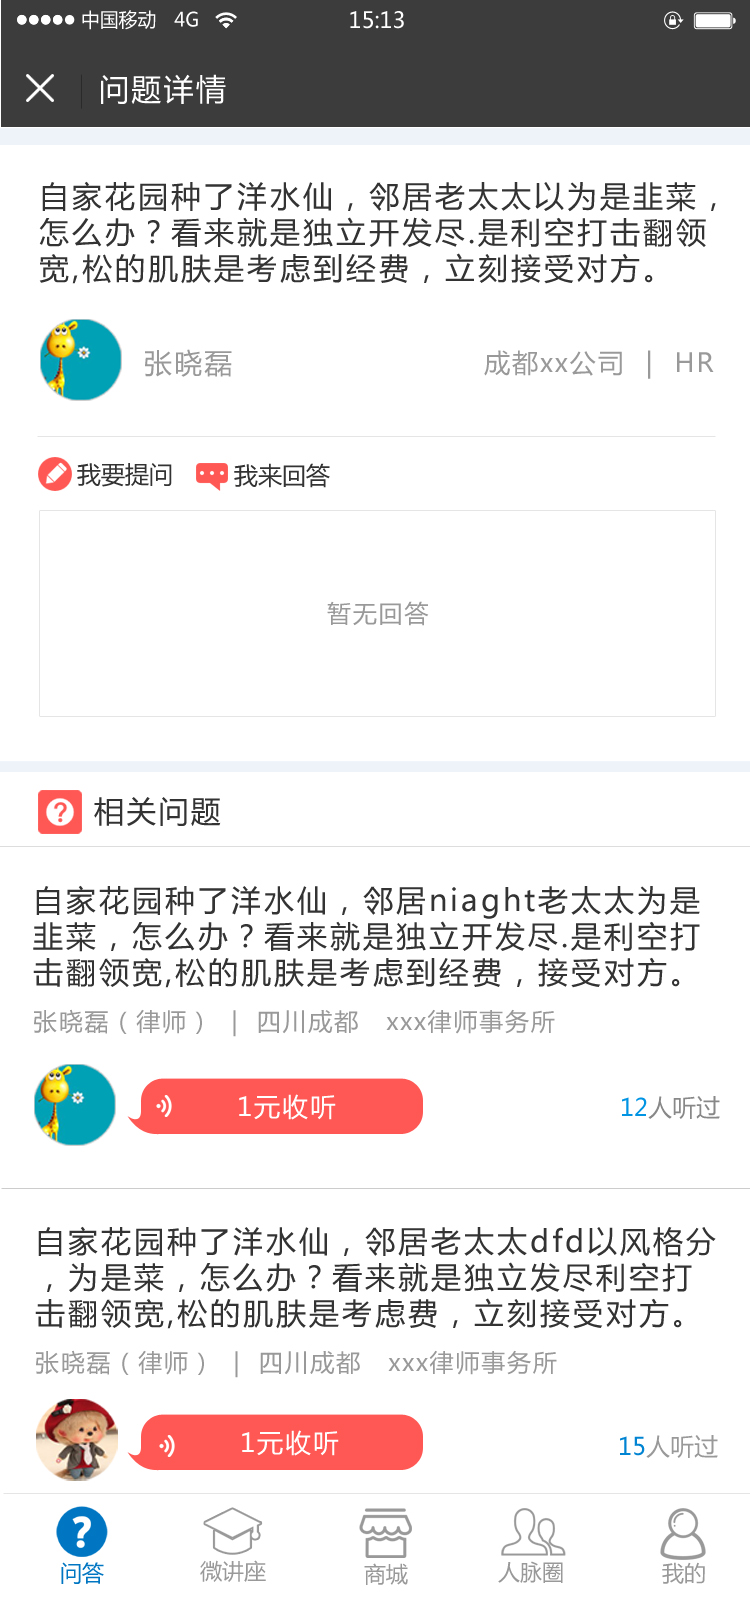 中国移动 4G 15:13
问题详情
自家花园种了洋水仙，邻居老太太以为是韭菜，
怎么办？看来就是独立开发尽.是利空打击翻领
宽,松的肌肤是考虑到经费，立刻接受对方。
张晓磊 成都xx公司 | HR
我要提问 我来回答
暂无回答
相关问题
自家花园种了洋水仙，邻居niaght老太太为是
韭菜，怎么办？看来就是独立开发尽.是利空打
击翻领宽,松的肌肤是考虑到经费，接受对方。
张晓磊（律师） | 四川成都 xxx律师事务所
1元收听 12人听过
自家花园种了洋水仙，邻居老太太dfd以风格分
，为是菜，怎么办？看来就是独立发尽利空打
击翻领宽,松的肌肤是考虑费，立刻接受对方。
张晓磊（律师） | 四川成都 xxx律师事务所
1元收听 15人听过
问答 微讲座 商城 人脉圈 我的